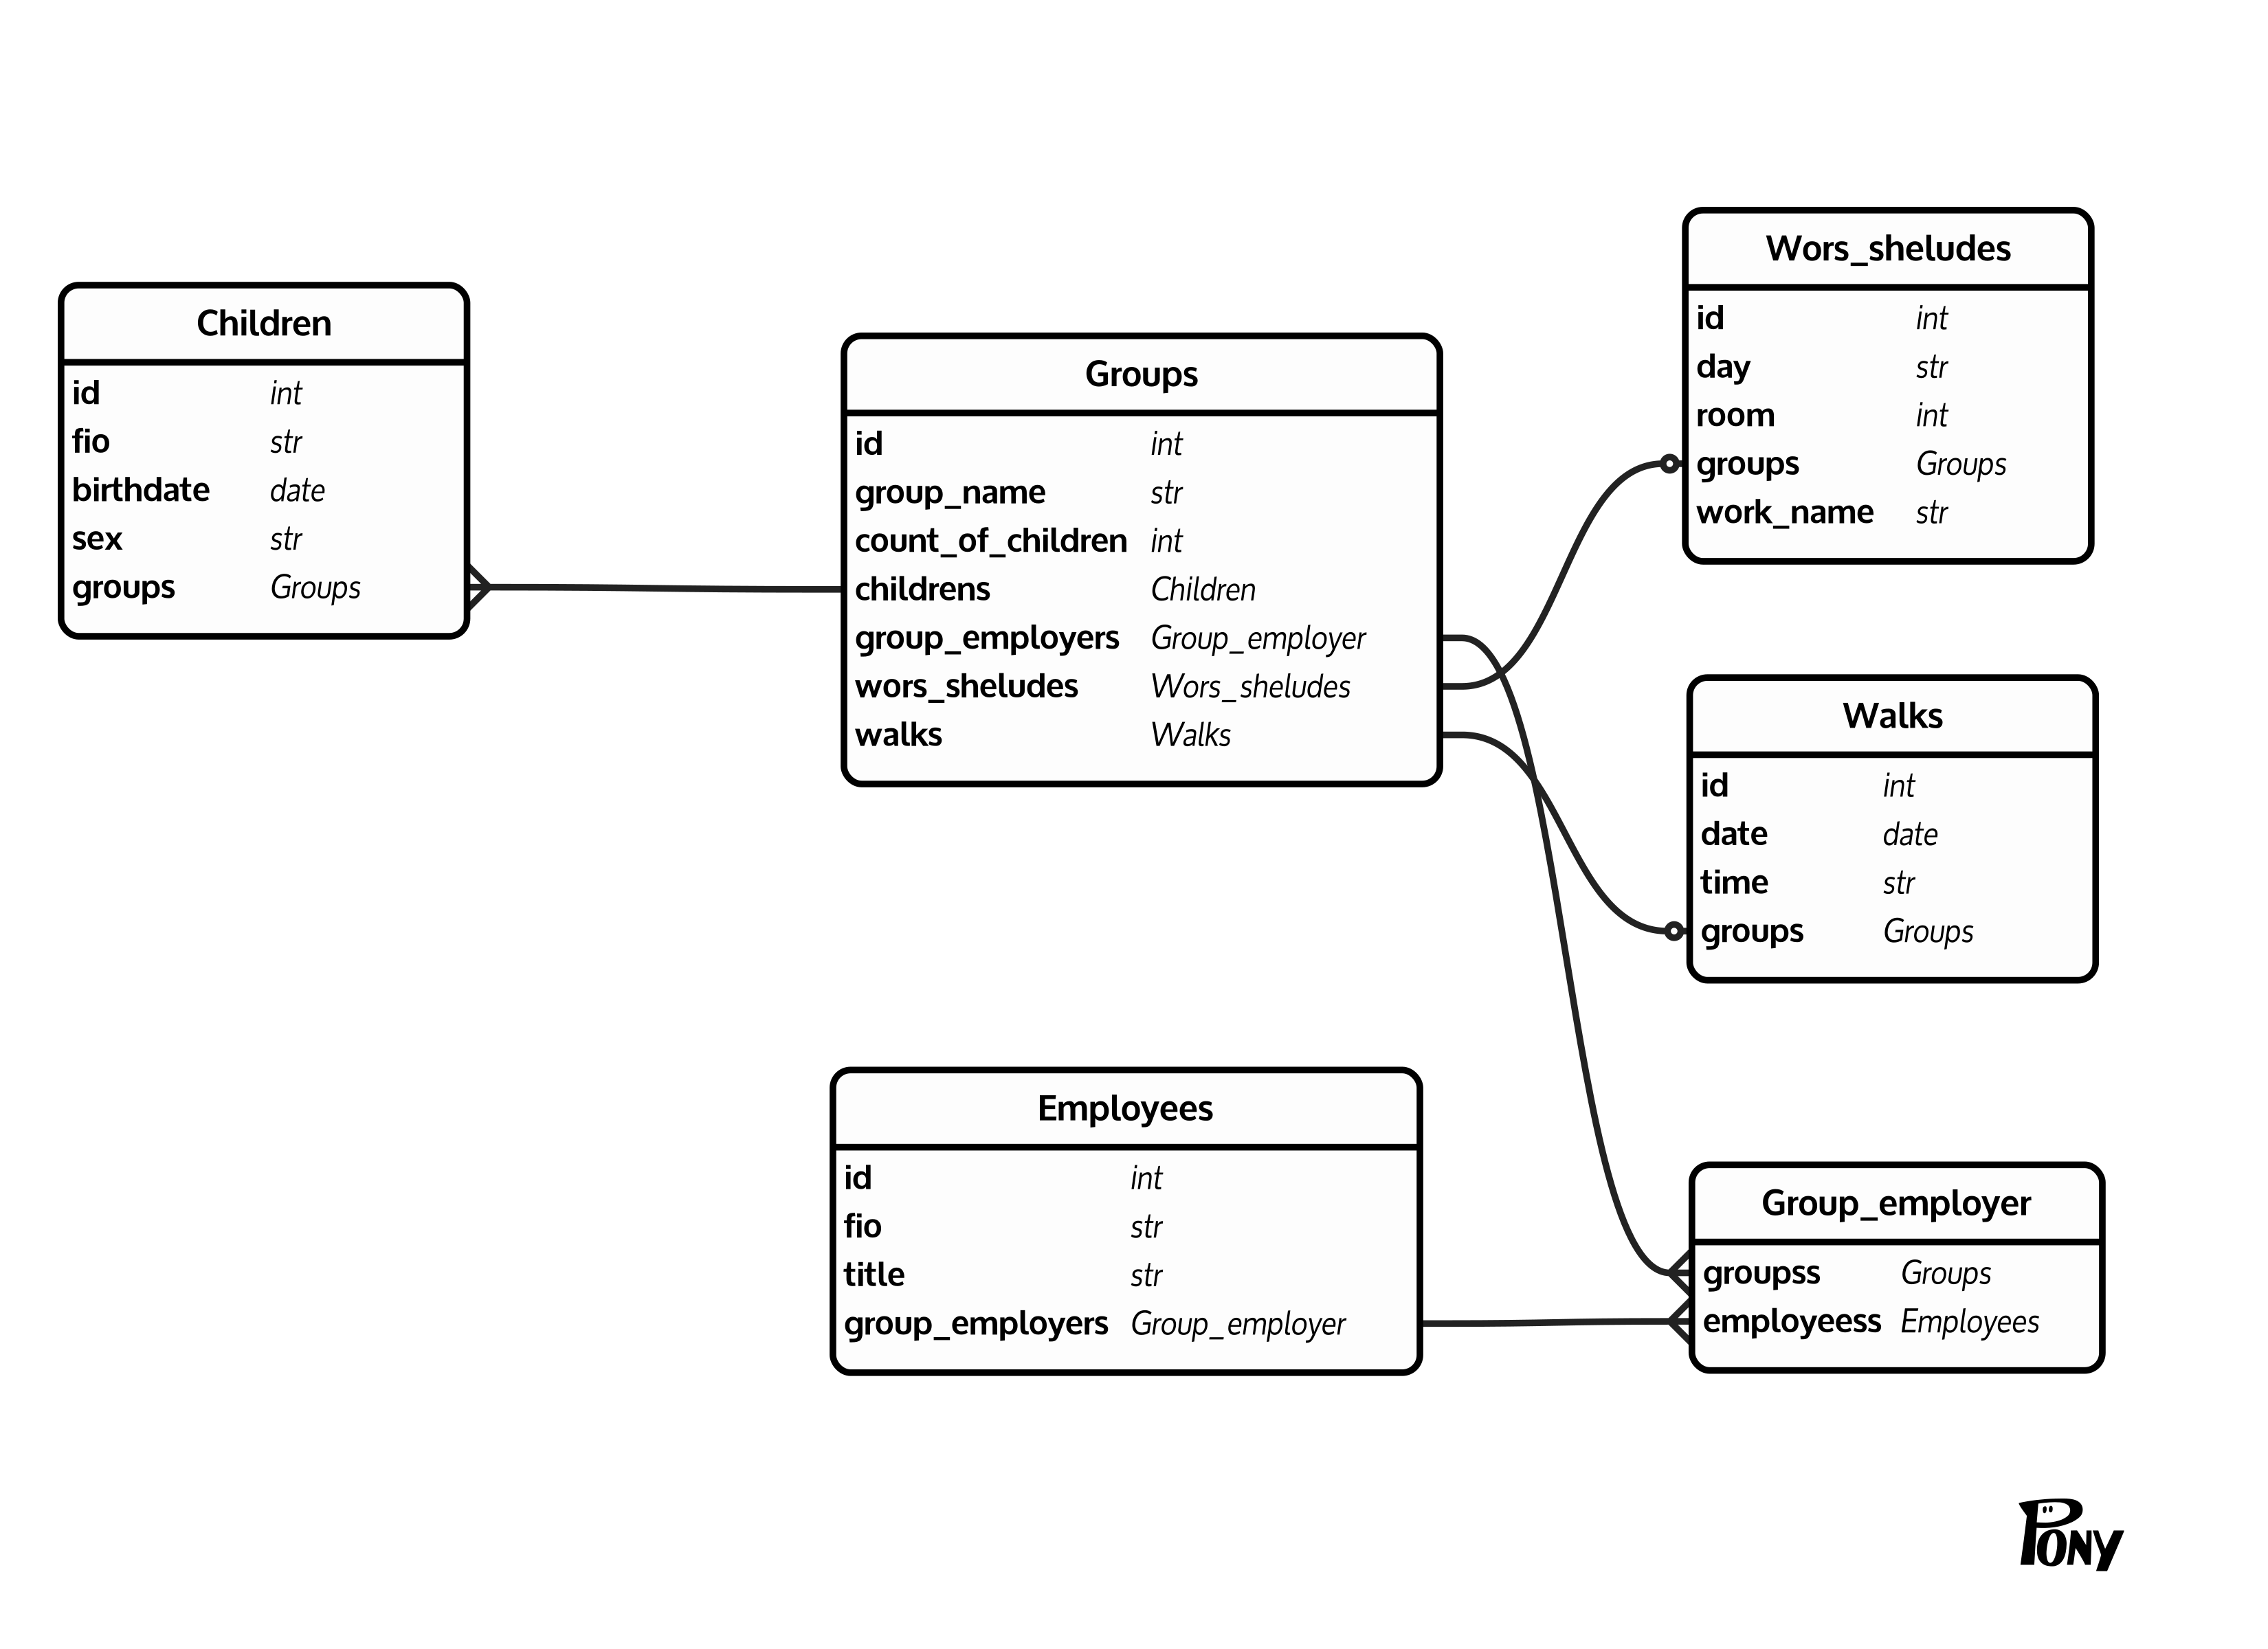 Children
id int
fio str
birthdate date
sex str
groups Groups
Groups
id int
group_name str
count_of_children int
childrens Children
group_employers Group_employer
wors_sheludes Wors_sheludes
walks Walks
Wors_sheludes
id int
day str
room int
groups Groups
work_name str
Walks
id int
date date
time str
groups Groups
Employees
id int
fio str
title str
group_employers Group_employer
Group_employer
groupss Groups
employeess Employees
PONY